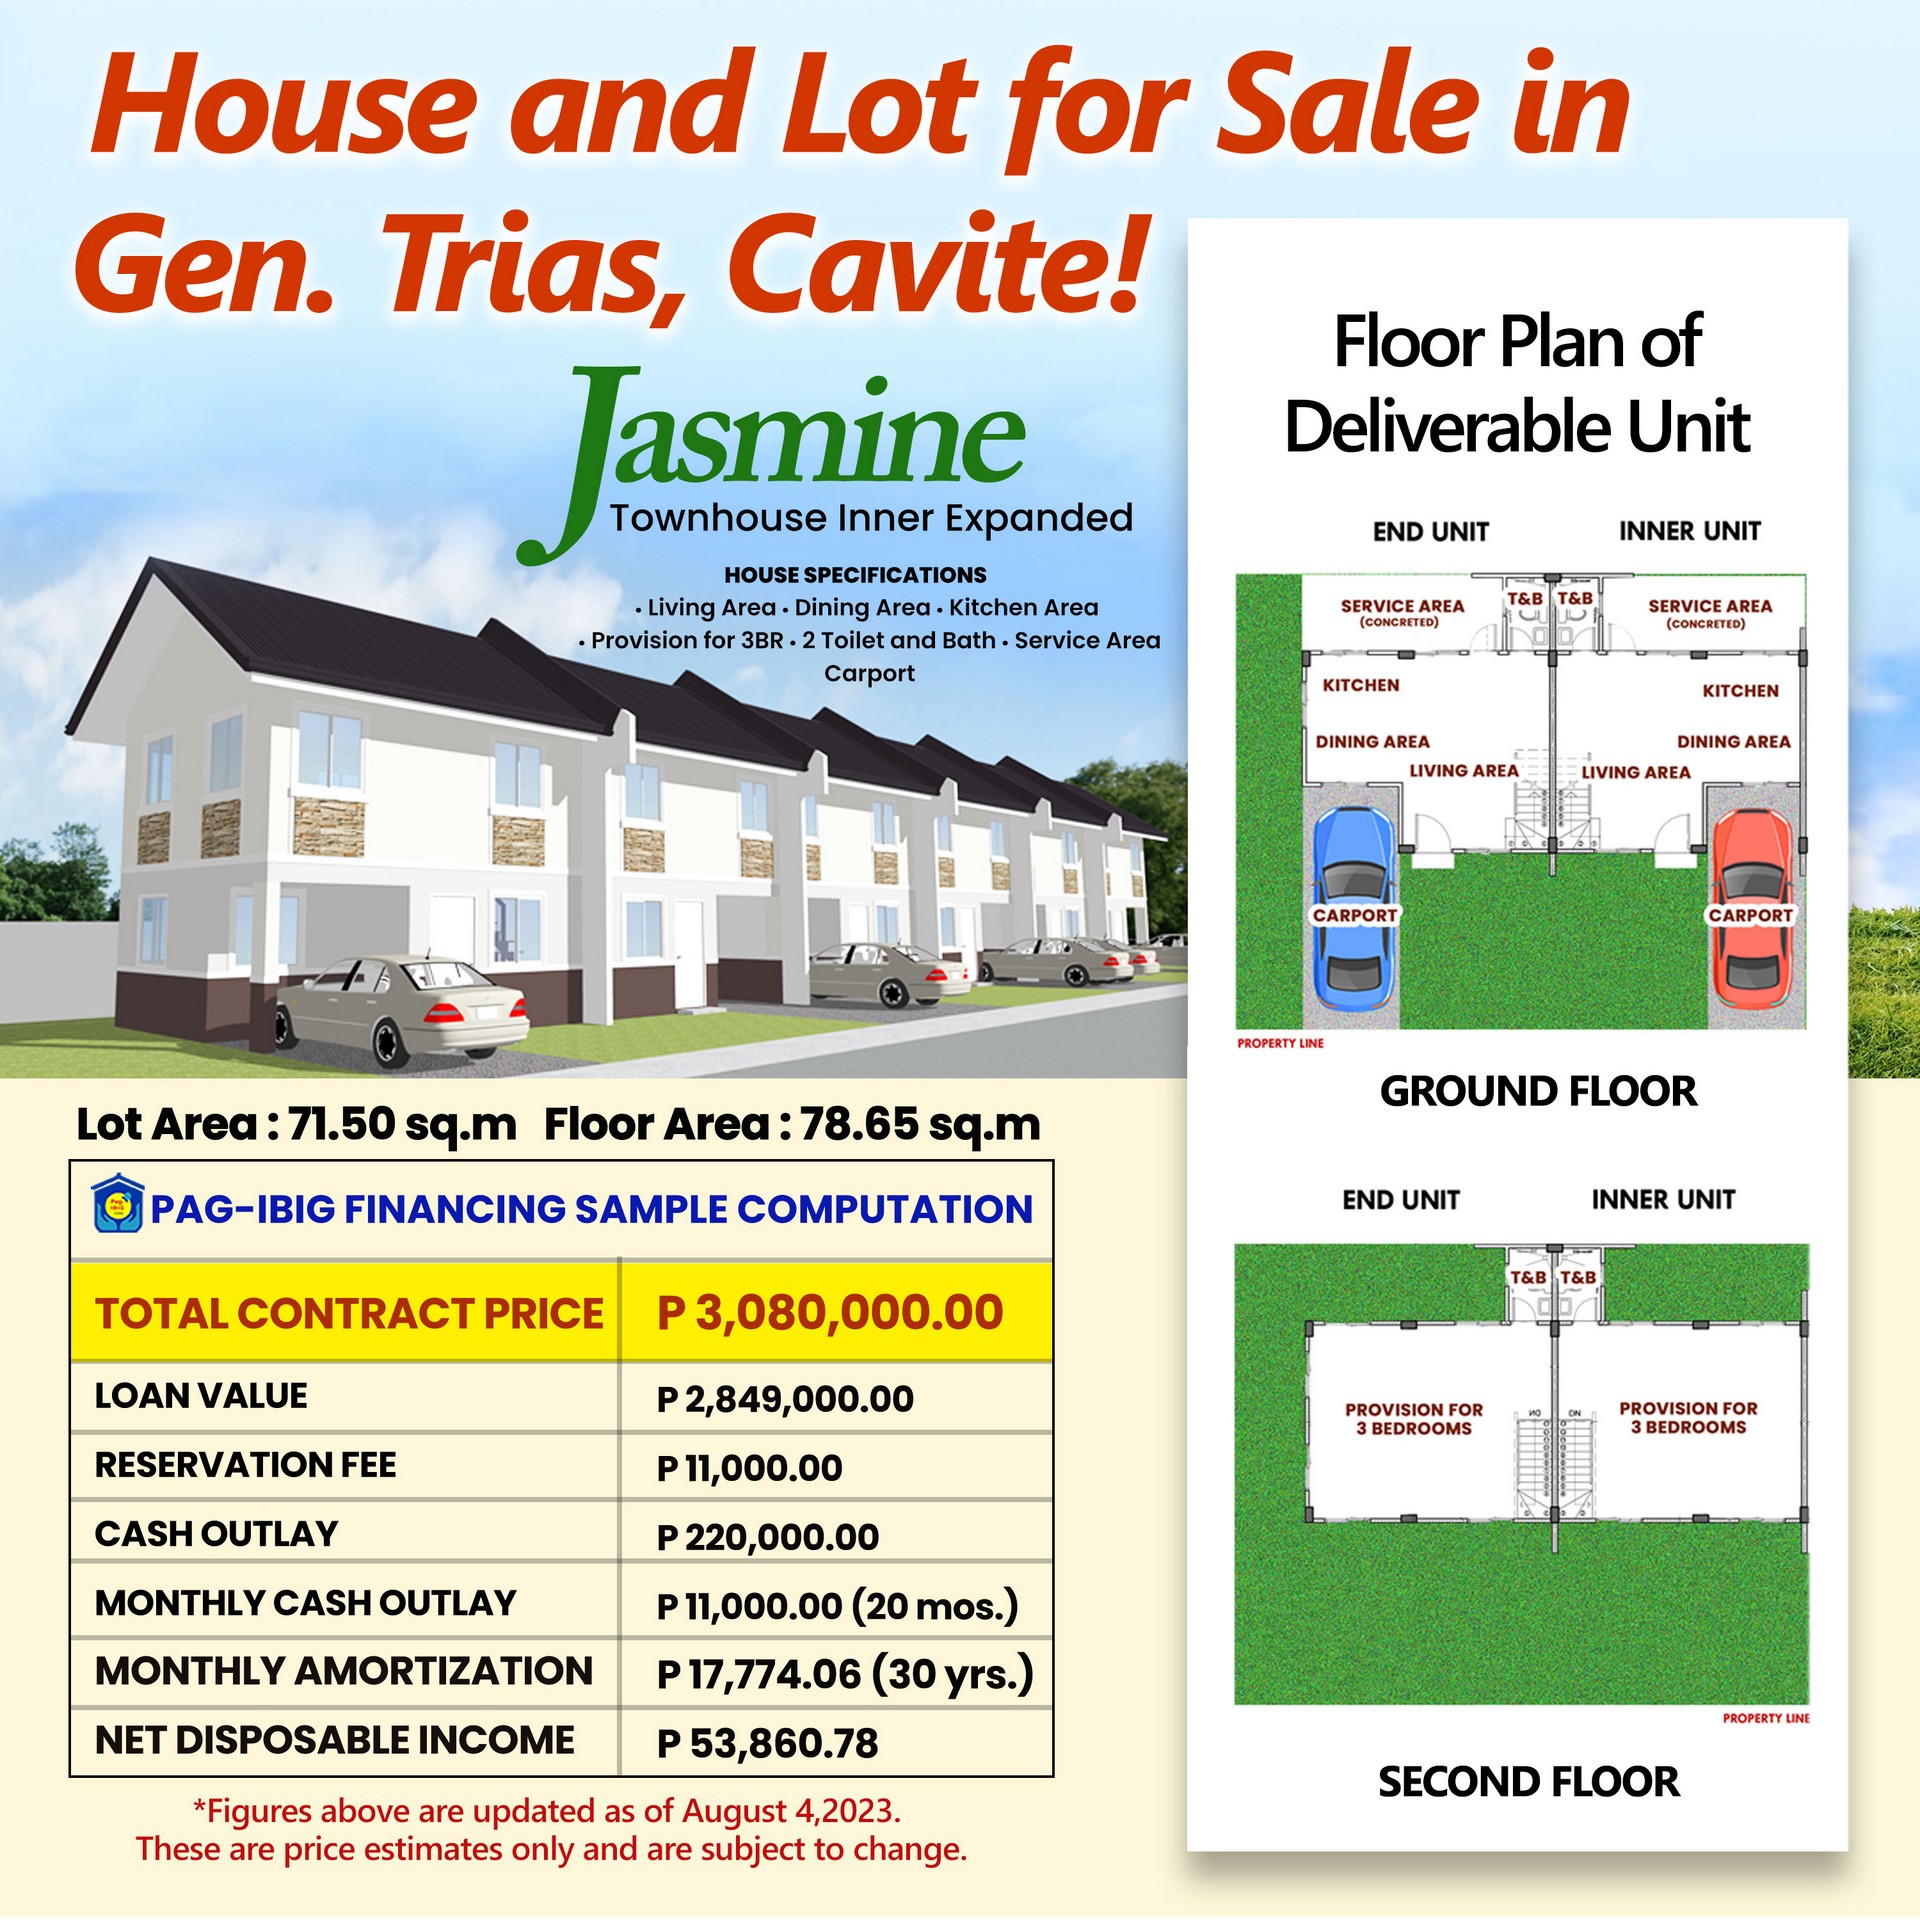 House and Lot for Sale in
Gen. Trias, Cavite!
Jasmine
Townhouse Inner Expanded
HOUSE SPECIFICATIONS
• Living Area • Dining Area • Kitchen Area
• Provision for 3BR • 2 Toilet and Bath • Service Area
Carport
Lot Area : 71.50 sq.m Floor Area : 78.65 sq.m
PAG-IBIG FINANCING SAMPLE COMPUTATION
TOTAL CONTRACT PRICE P 3,080,000.00
LOAN VALUE P 2,849,000.00
RESERVATION FEE P 11,000.00
CASH OUTLAY P 220,000.00
MONTHLY CASH OUTLAY P 11,000.00 (20 mos.)
MONTHLY AMORTIZATION P 17,774.06 (30 yrs.)
NET DISPOSABLE INCOME P 53,860.78
*Figures above are updated as of August 4,2023.
These are price estimates only and are subject to change.
Floor Plan of
Deliverable Unit
END UNIT INNER UNIT
T&B T&B
SERVICE AREA SERVICE AREA
(CONCRETED) (CONCRETED)
KITCHEN KITCHEN
DINING AREA DINING AREA
LIVING AREA LIVING AREA
CARPORT CARPORT
PROPERTY LINE
GROUND FLOOR
END UNIT INNER UNIT
T&B T&B
PROVISION FOR PROVISION FOR
3 BEDROOMS 3 BEDROOMS
PROPERTY LINE
SECOND FLOOR